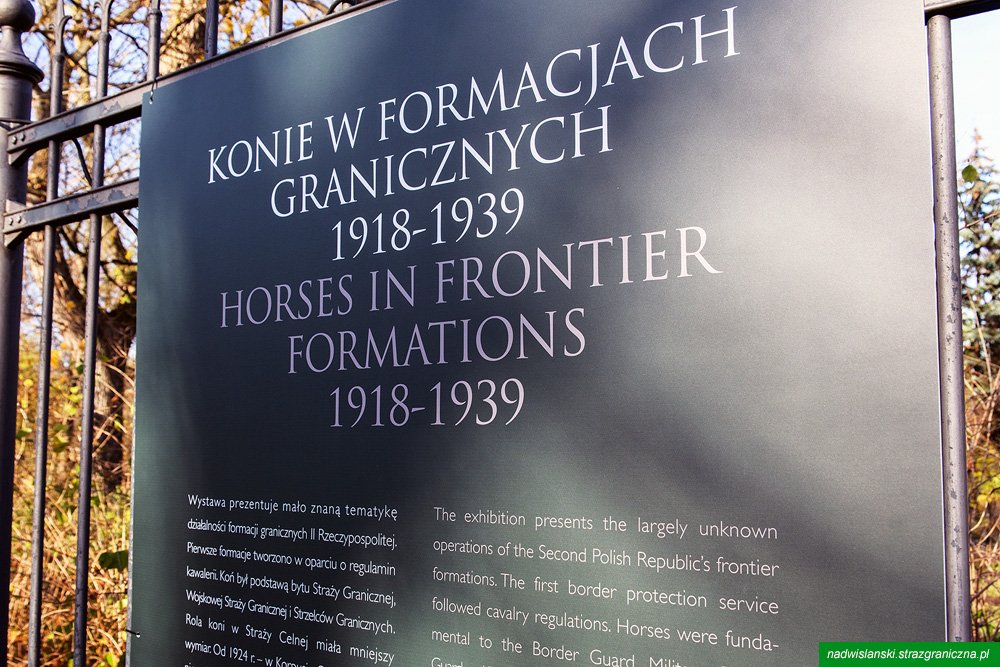 KONIE W FORMACJACH
GRANICZNYCH
1918-1939
HORSES IN FRONTIER
FORMATIONS
1918-1939
Wystawa prezentuje mało znaną tematykę
działalności formacji granicznych II Rzeczypospolitej.
Pierwsze formacje tworzono w oparciu o regulamin
kawalerii. Koń był podstawą bytu Straży Granicznej,
Wojskowej Straży Granicznej i Strzelców Granicznych.
Rola koni w Straży Celnej miała mniejszy
wymiar. Od 1924 r. – w Korpusie
The exhibition presents the largely unknown
operations of the Second Polish Republic's frontier
formations. The first border protection service
followed cavalry regulations. Horses were funda-
mental to the Border Guard,
nadwislanski.strazgraniczna.pl